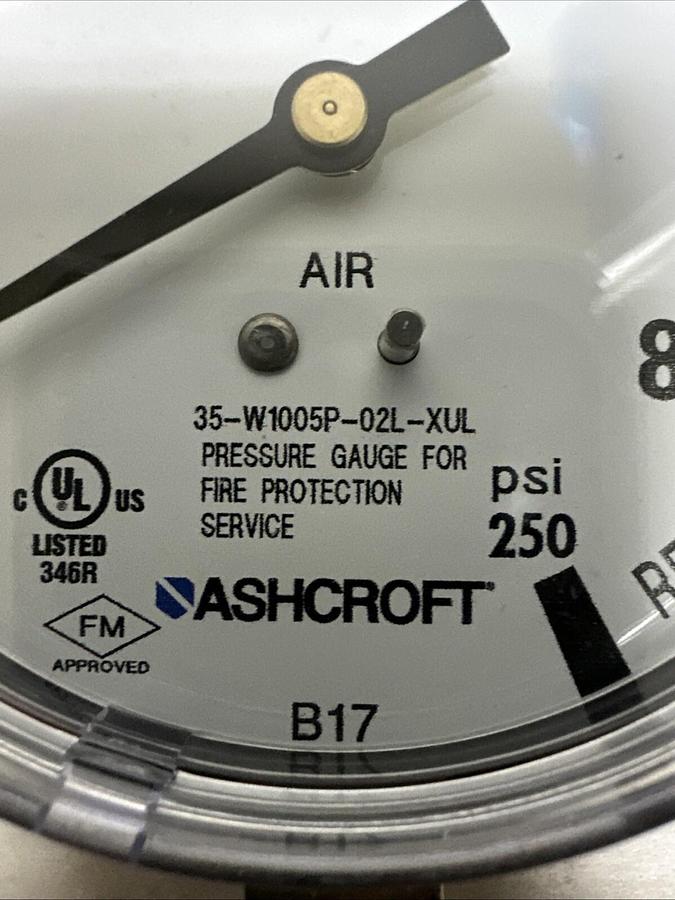 AIR
8
35-W1005P-02L-XUL
PRESSURE GAUGE FOR
FIRE PROTECTION
SERVICE
psi
250
C UL US
LISTED
346R
ASHCROFT
FM
APPROVED
B17